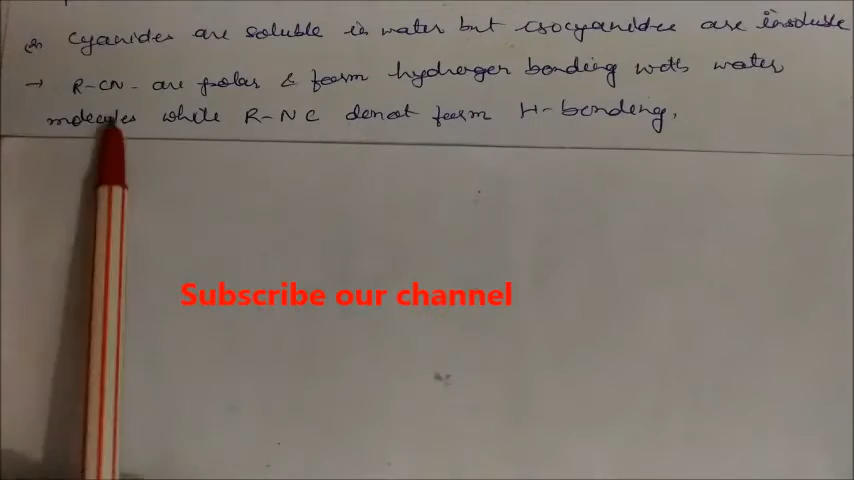 Cyanides are soluble in water but isocyanides are insoluble
→ R-CN- are polar & form hydrogen bonding with water
molecules while R-NC donot form H-bonding.
Subscribe our channel